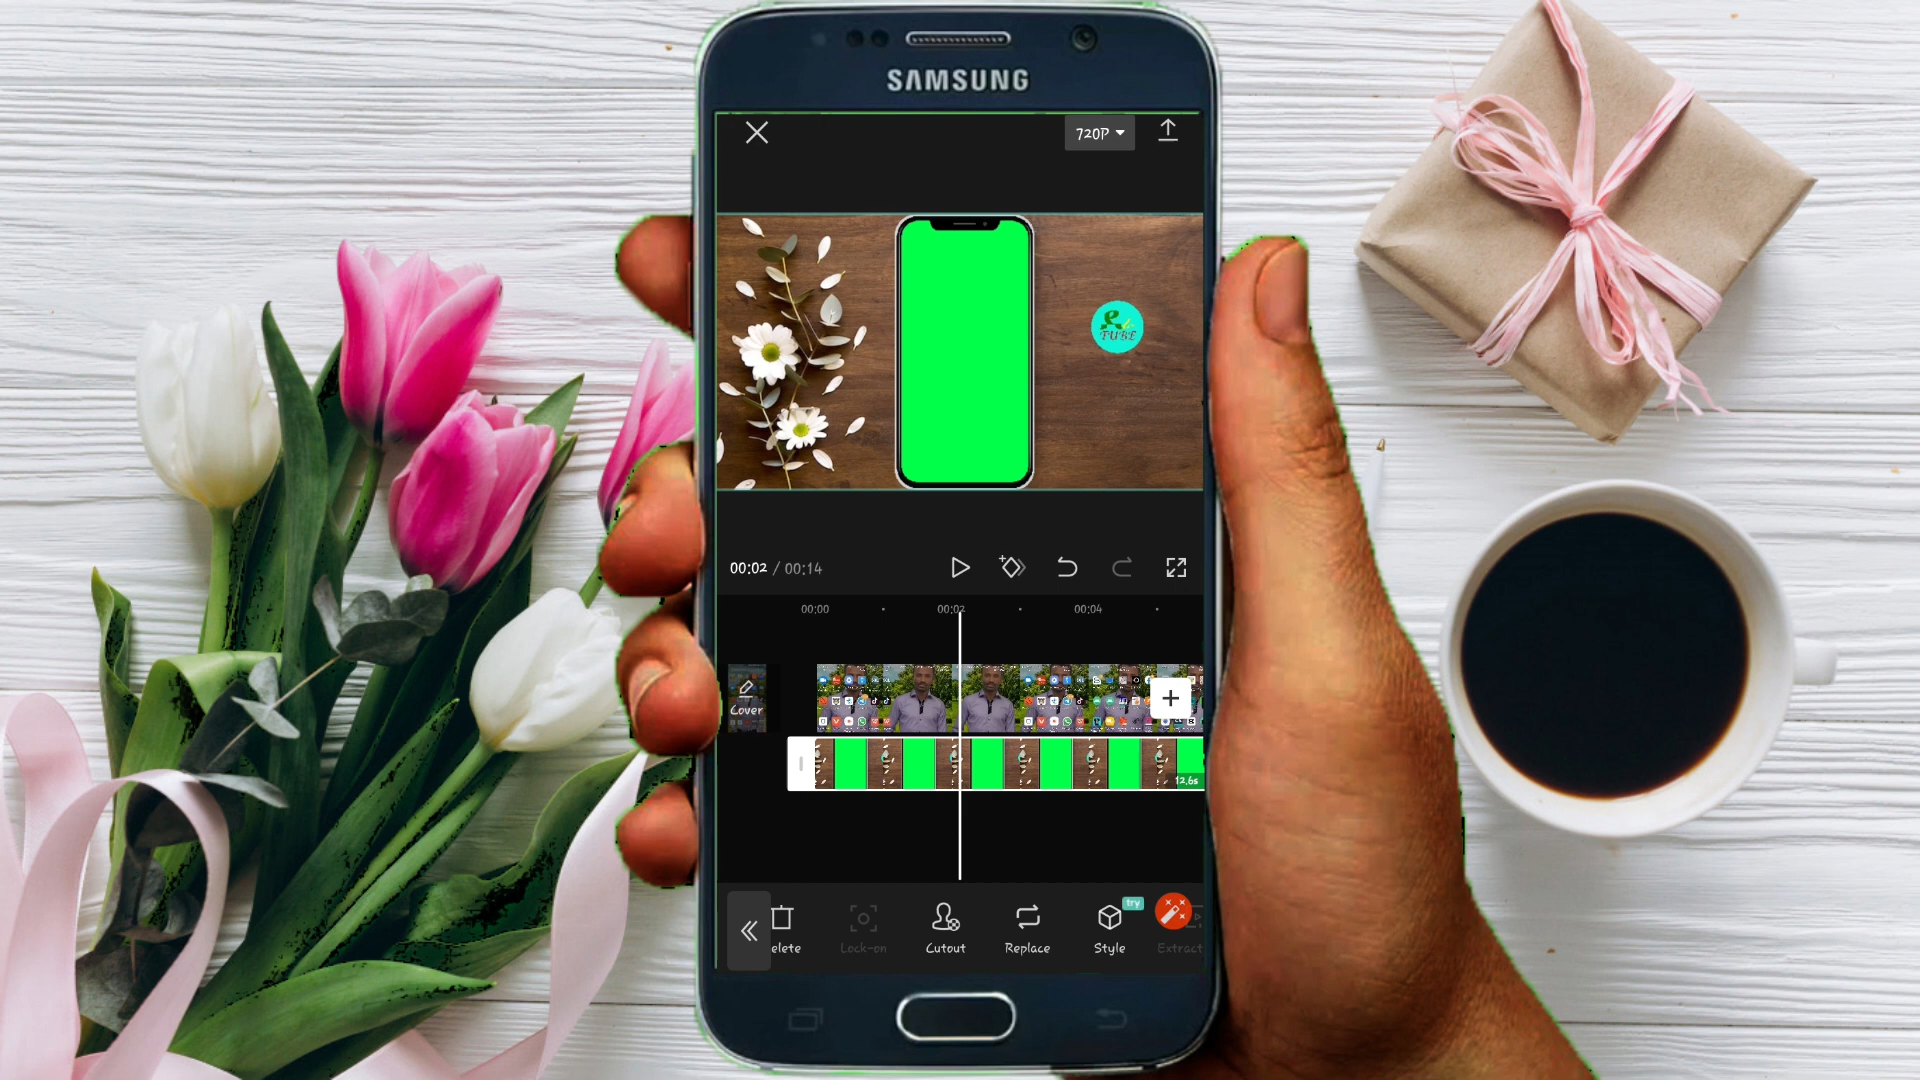 SAMSUNG
720P
TUBE
00:02 / 00:14
00:00
00:02
00:04
Cover
12.6s
try
elete
Lock-on
Cutout
Replace
Style
Extract